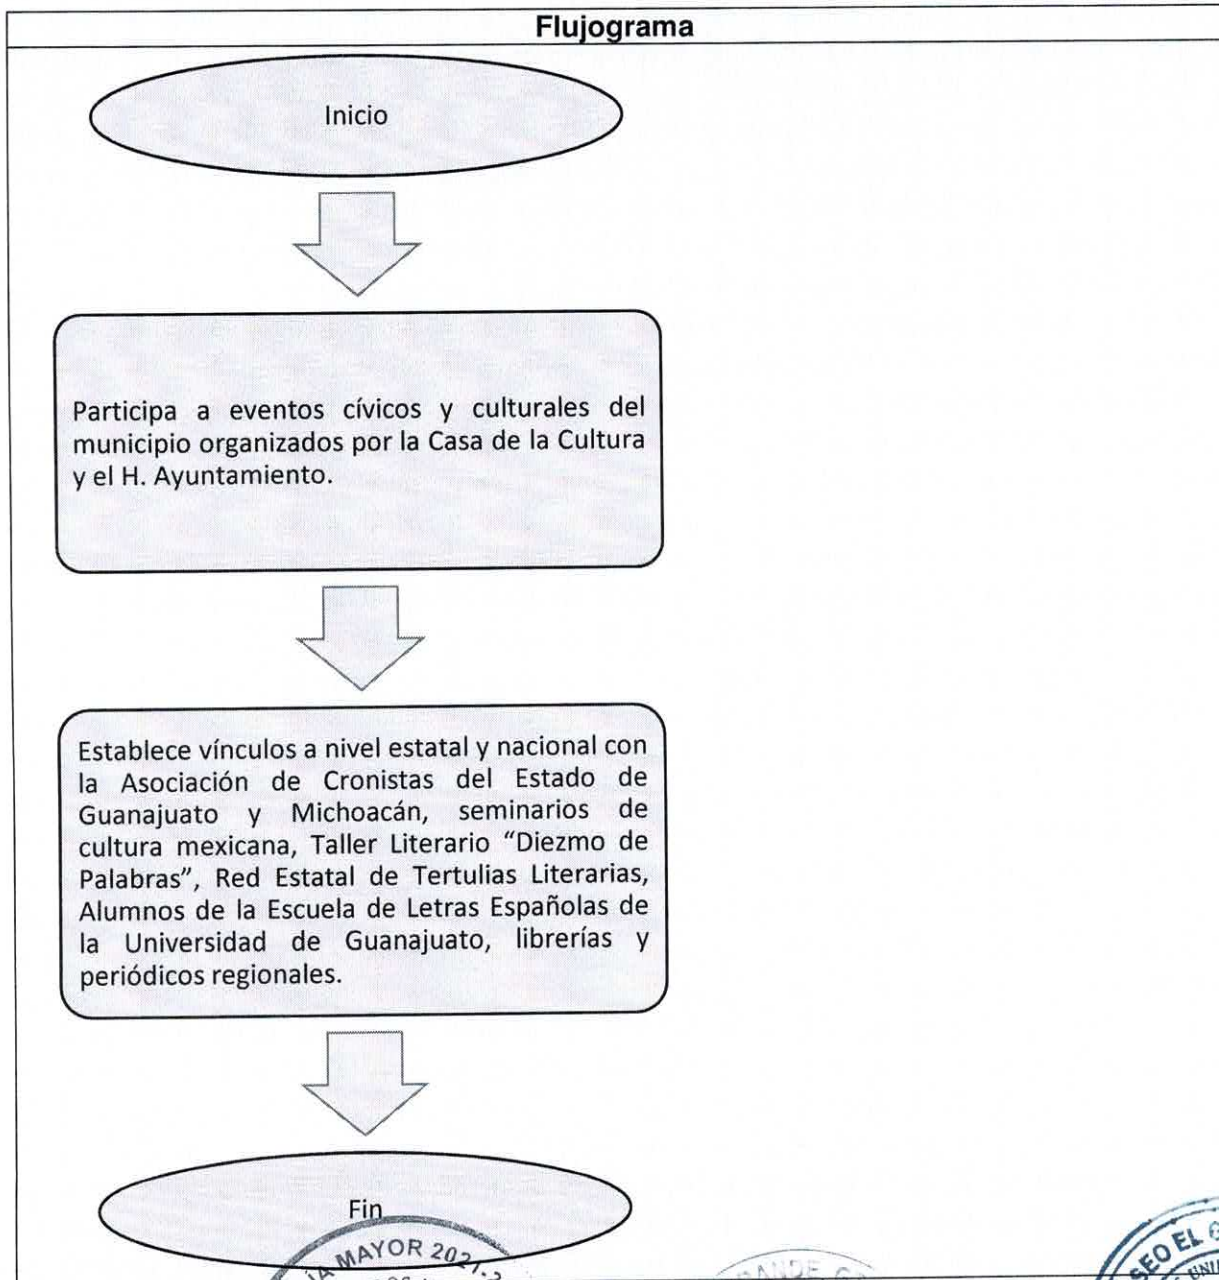 Flujograma
Inicio
Participa a eventos cívicos y culturales del
municipio organizados por la Casa de la Cultura
y el H. Ayuntamiento.
Establece vínculos a nivel estatal y nacional con
la Asociación de Cronistas del Estado de
Guanajuato y Michoacán, seminarios de
cultura mexicana, Taller Literario “Diezmo de
Palabras”, Red Estatal de Tertulias Literarias,
Alumnos de la Escuela de Letras Españolas de
la Universidad de Guanajuato, librerías y
periódicos regionales.
Fin
MAYOR 2021-
SEO EL